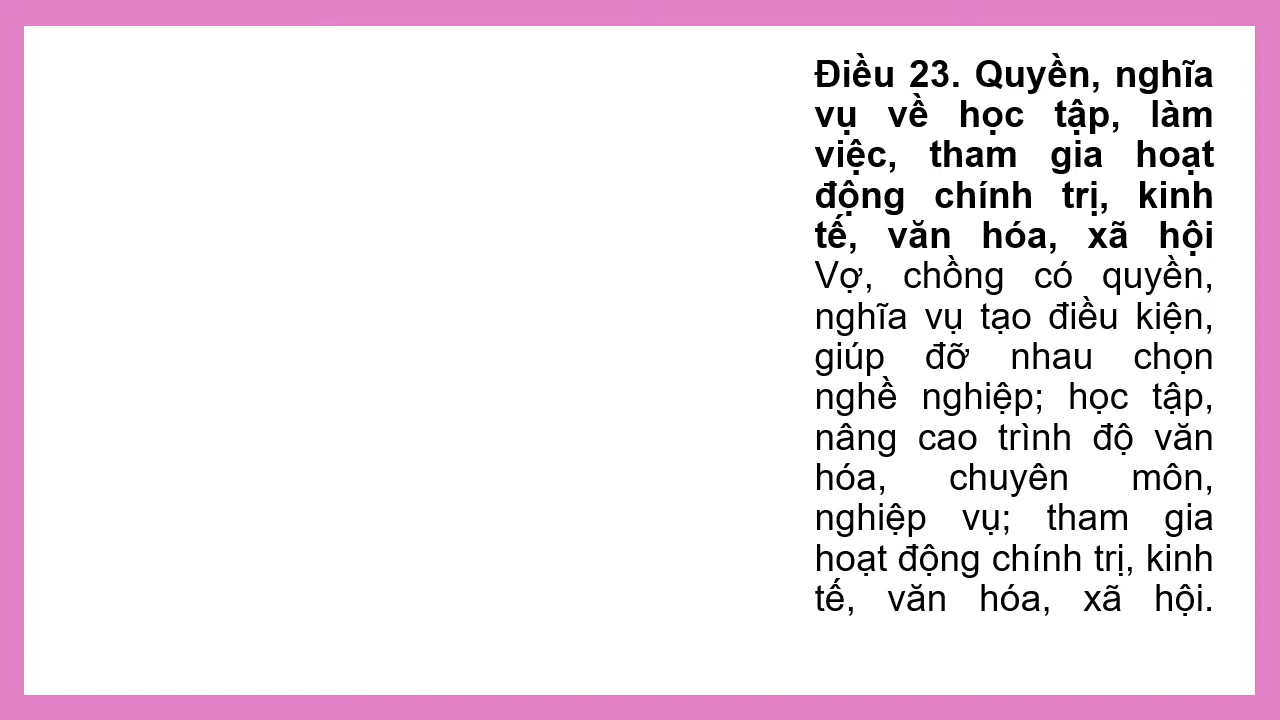 Điều 23. Quyền, nghĩa
vụ về học tập, làm
việc, tham gia hoạt
động chính trị, kinh
tế, văn hóa, xã hội
Vợ, chồng có quyền,
nghĩa vụ tạo điều kiện,
giúp đỡ nhau chọn
nghề nghiệp; học tập,
nâng cao trình độ văn
hóa, chuyên môn,
nghiệp vụ; tham gia
hoạt động chính trị, kinh
tế, văn hóa, xã hội.